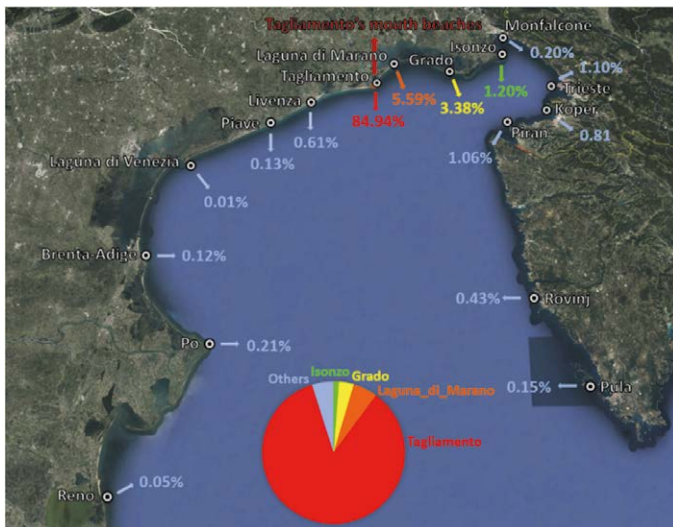 Tagliamento's mouth beaches
Monfalcone
0.20%
Laguna di Marano
Grado
Isonzo
1.10%
Tagliamento
Trieste
5.59%
3.38%
1.20%
Livenza
Koper
84.94%
0.81
Piave
0.61%
Piran
1.06%
0.13%
Laguna di Venezia
0.01%
Brenta-Adige
0.12%
0.43%
Rovinj
Po
0.21%
Isonzo
Others
Grado
0.15%
Pula
Laguna_di_Marano
Tagliamento
Reno
0.05%